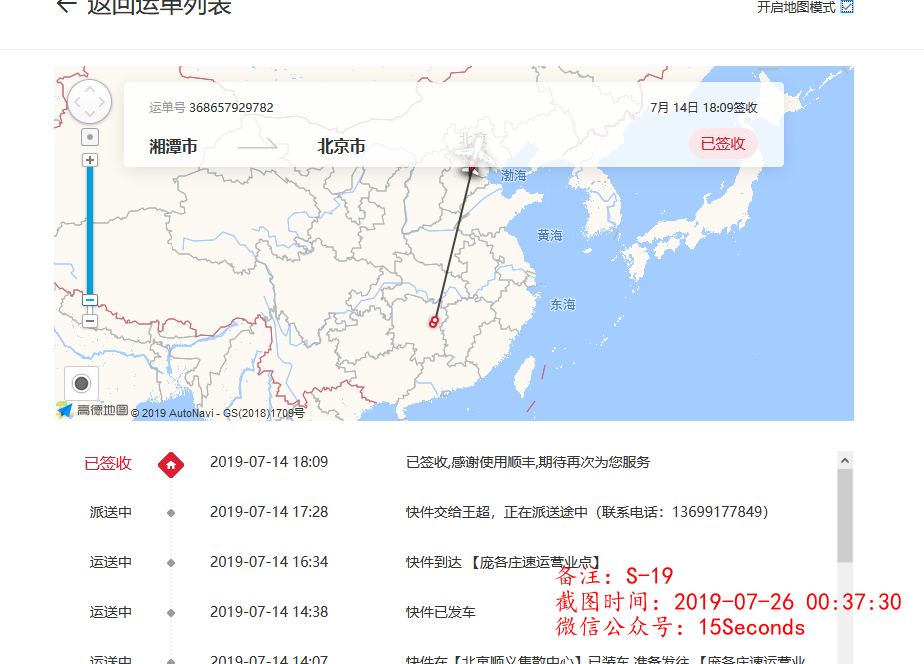 返回运单列表
开启地图模式
运单号 368657929782
7月 14日 18:09签收
湘潭市
北京市
已签收
北京
渤海
黄海
东海
高德地图 © 2019 AutoNavi - GS(2018)1709号
已签收 2019-07-14 18:09 已签收,感谢使用顺丰,期待再次为您服务
派送中 2019-07-14 17:28 快件交给王超，正在派送途中（联系电话：13699177849）
运送中 2019-07-14 16:34 快件到达 【庞各庄速运营业点】
运送中 2019-07-14 14:38 快件已发车
运送中 2019-07-14 14:07 快件在【北京顺义集散中心】已装车,准备发往 【庞各庄速运营业
备注：S-19
截图时间：2019-07-26 00:37:30
微信公众号：15Seconds